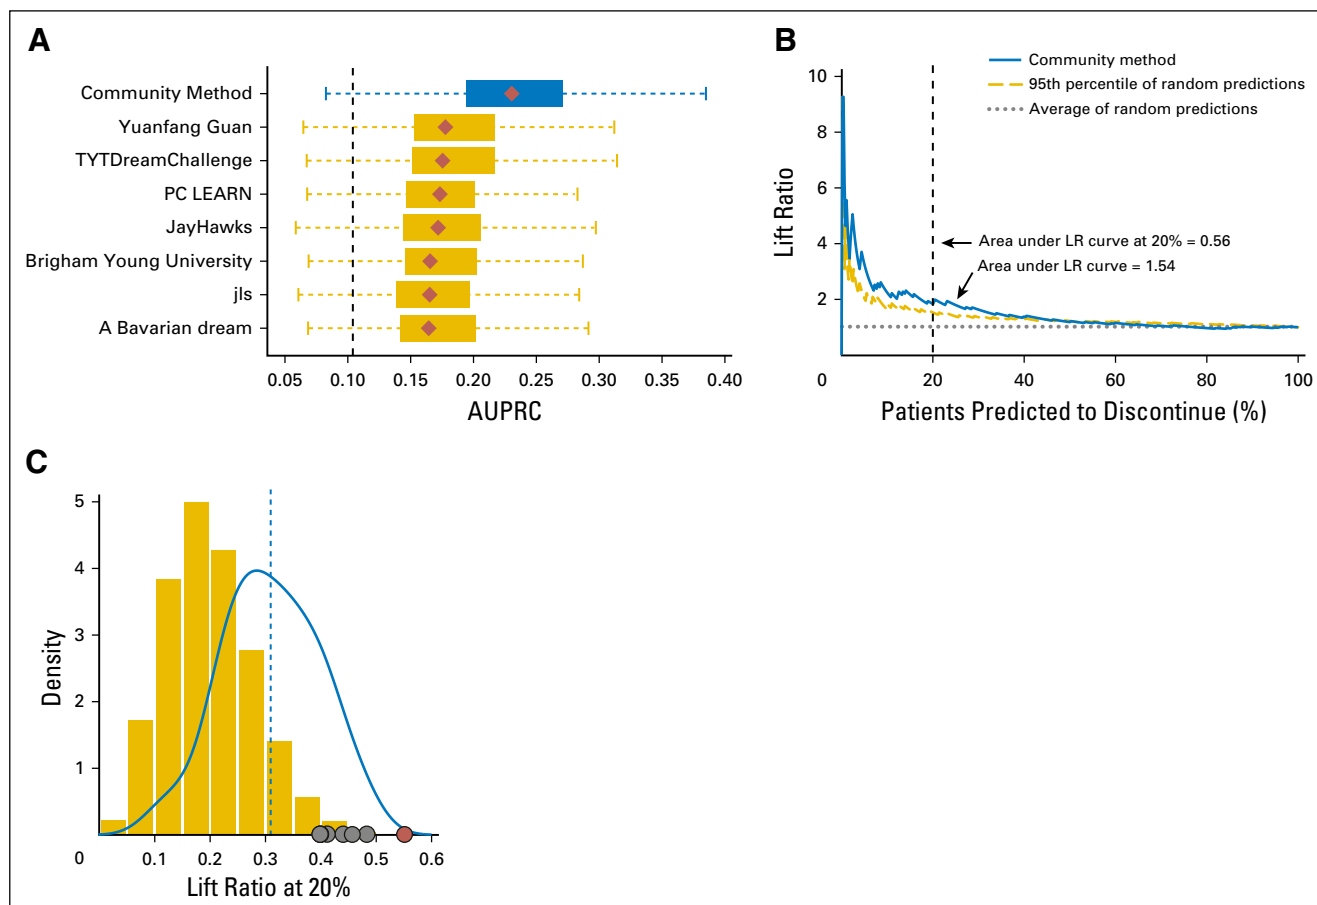 A
Community Method
Yuanfang Guan
TYTDreamChallenge
PC LEARN
JayHawks
Brigham Young University
jls
A Bavarian dream
0.05 0.10 0.15 0.20 0.25 0.30 0.35 0.40
AUPRC
B
Community method
95th percentile of random predictions
Average of random predictions
Lift Ratio
10
8
6
4
2
Area under LR curve at 20% = 0.56
Area under LR curve = 1.54
0 20 40 60 80 100
Patients Predicted to Discontinue (%)
C
Density
5
4
3
2
1
0 0.1 0.2 0.3 0.4 0.5 0.6
Lift Ratio at 20%